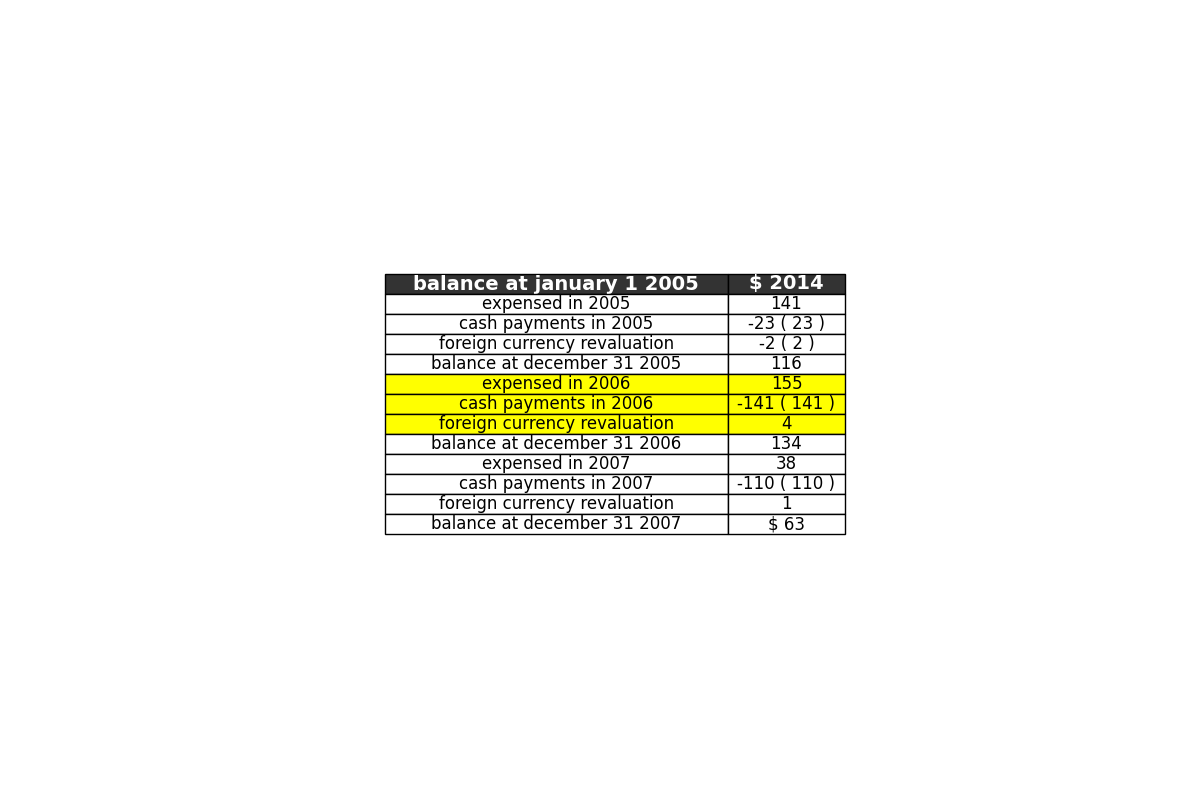 balance at january 1 2005 $ 2014
expensed in 2005 141
cash payments in 2005 -23 ( 23 )
foreign currency revaluation -2 ( 2 )
balance at december 31 2005 116
expensed in 2006 155
cash payments in 2006 -141 ( 141 )
foreign currency revaluation 4
balance at december 31 2006 134
expensed in 2007 38
cash payments in 2007 -110 ( 110 )
foreign currency revaluation 1
balance at december 31 2007 $ 63